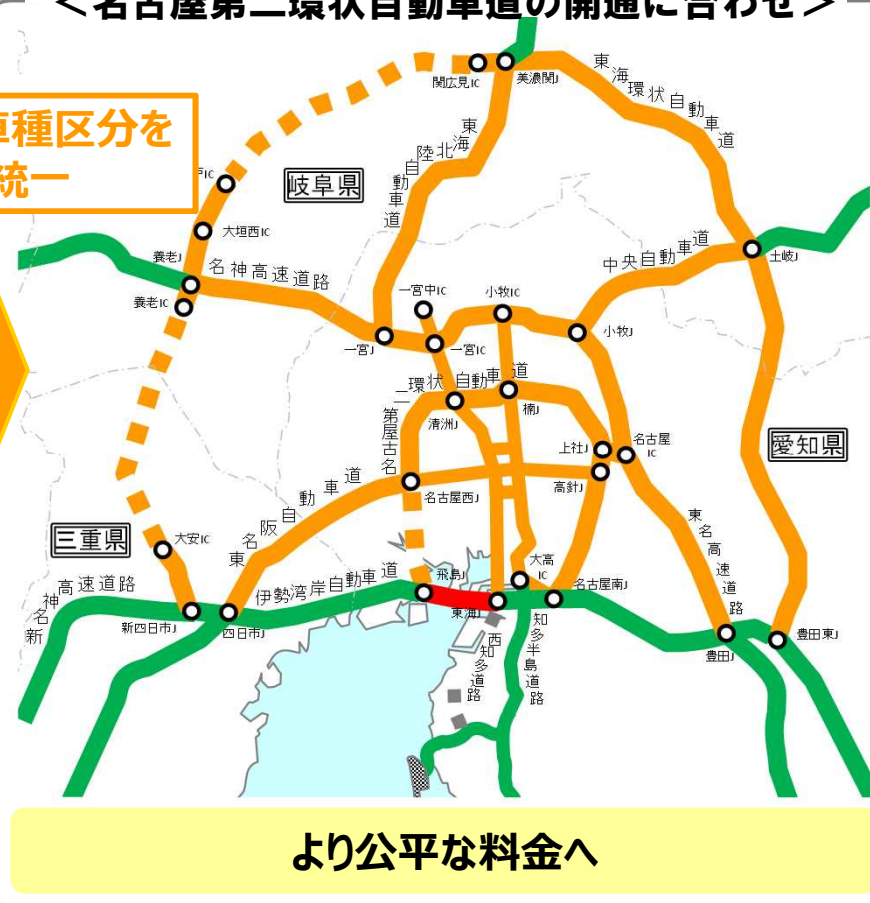 ＜名古屋第二環状自動車道の開通に合わせ＞
車種区分を
統一
関広見IC
美濃関J
東海環状自動車道
東海北陸自動車道
岐阜県
IC
大垣西IC
養老J
名神高速道路
養老IC
中央自動車道
土岐J
一宮中IC
小牧IC
一宮J
一宮IC
小牧J
名古屋第二環状自動車道
清洲J
楠J
上社J
名古屋IC
高針J
愛知県
名古屋西J
東名阪自動車道
東名高速道路
三重県
大安IC
新名神高速道路
伊勢湾岸自動車道
飛島J
東海J
大高IC
名古屋南J
新四日市J
四日市J
西知多道路
知多半島道路
豊田J
豊田東J
より公平な料金へ